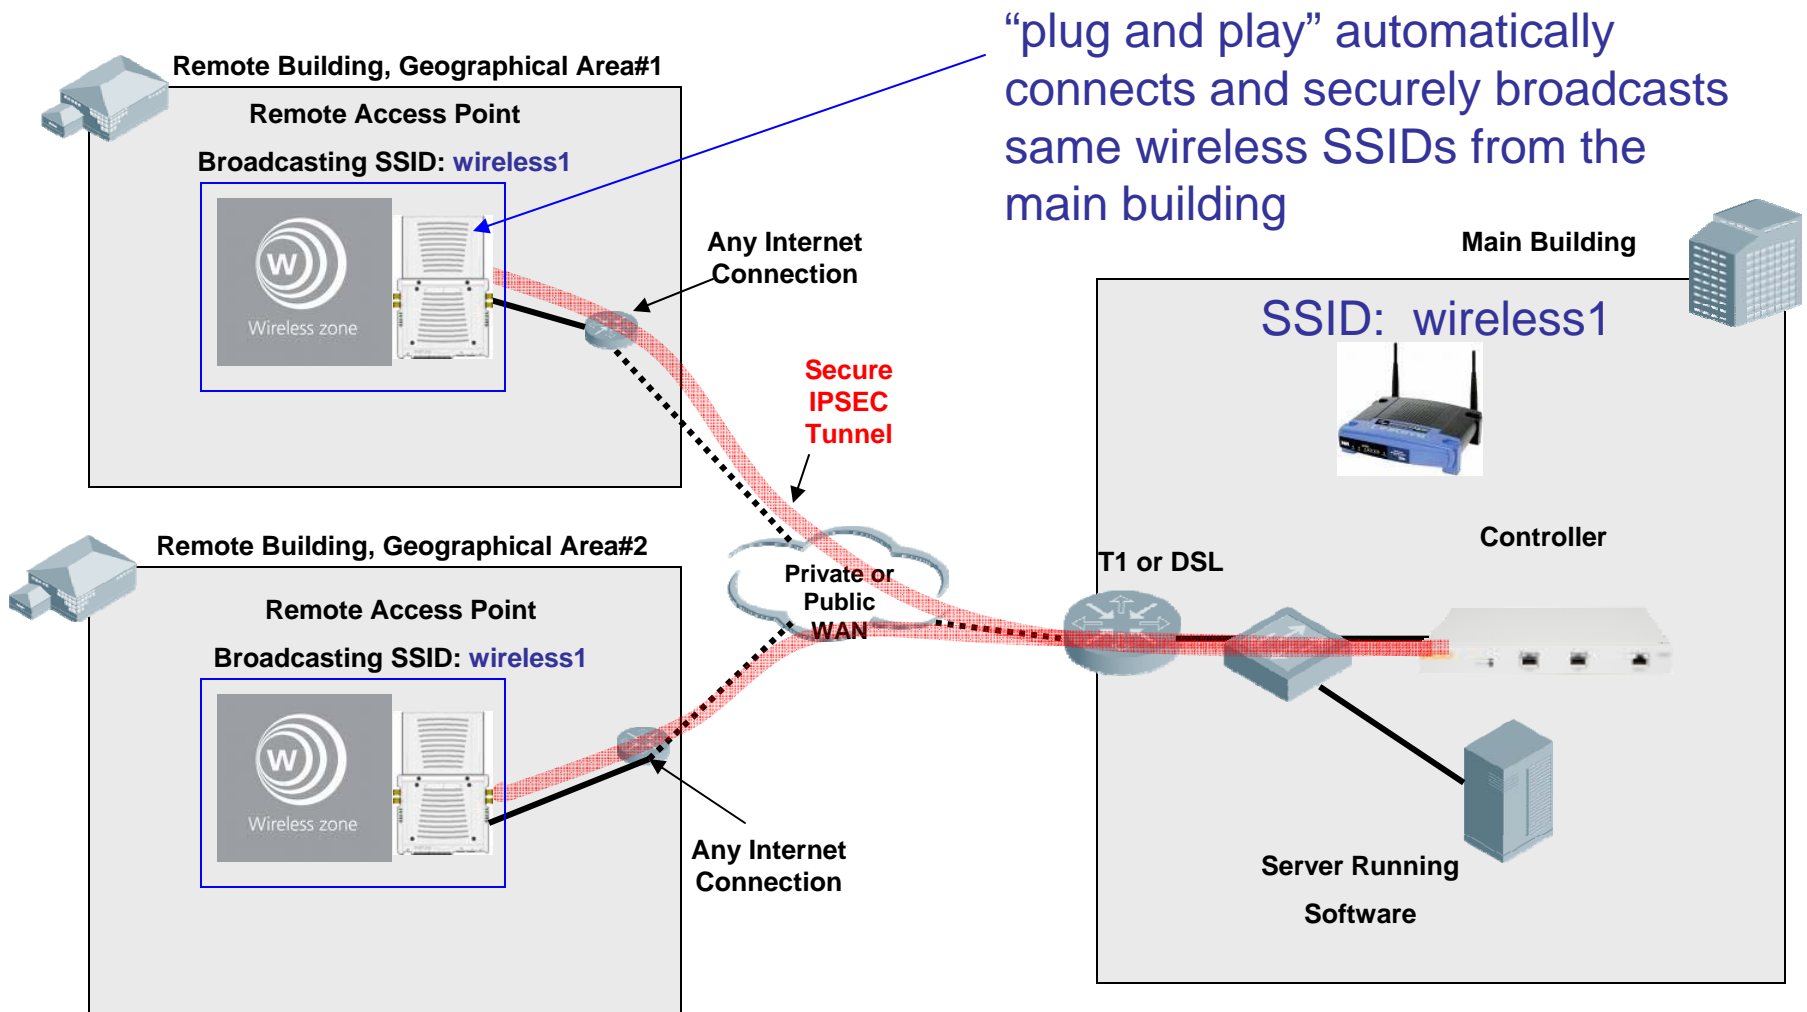 “plug and play” automatically
connects and securely broadcasts
same wireless SSIDs from the
main building
Remote Building, Geographical Area#1
Remote Access Point
Broadcasting SSID: wireless1
W
Wireless zone
Any Internet
Connection
Secure
IPSEC
Tunnel
Main Building
SSID: wireless1
Controller
T1 or DSL
Private or
Public
WAN
Remote Building, Geographical Area#2
Remote Access Point
Broadcasting SSID: wireless1
W
Wireless zone
Any Internet
Connection
Server Running
Software